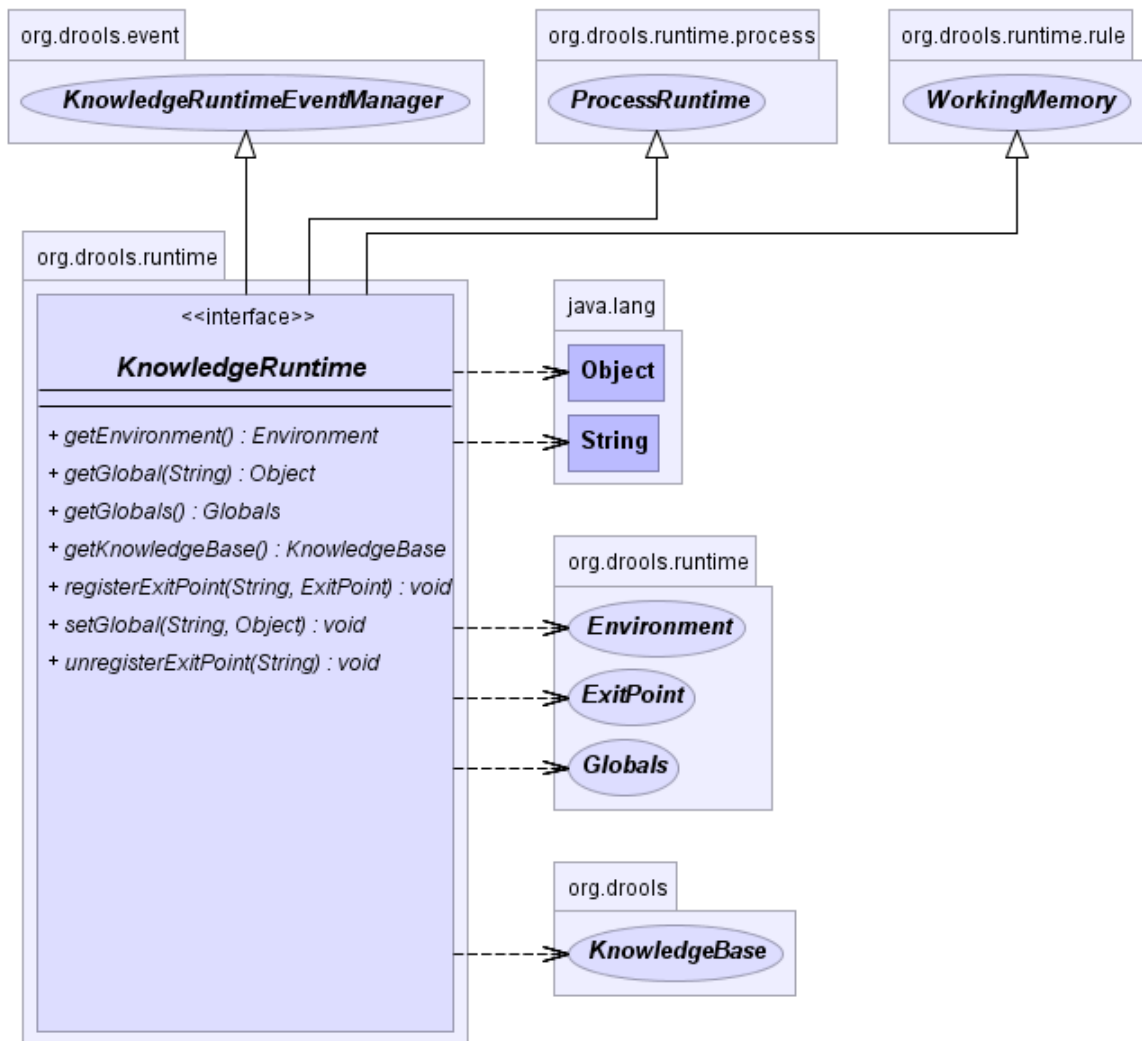 org.drools.event
KnowledgeRuntimeEventManager
org.drools.runtime.process
ProcessRuntime
org.drools.runtime.rule
WorkingMemory
org.drools.runtime
<<interface>>
KnowledgeRuntime
+ getEnvironment() : Environment
+ getGlobal(String) : Object
+ getGlobals() : Globals
+ getKnowledgeBase() : KnowledgeBase
+ registerExitPoint(String, ExitPoint) : void
+ setGlobal(String, Object) : void
+ unregisterExitPoint(String) : void
java.lang
Object
String
org.drools.runtime
Environment
ExitPoint
Globals
org.drools
KnowledgeBase